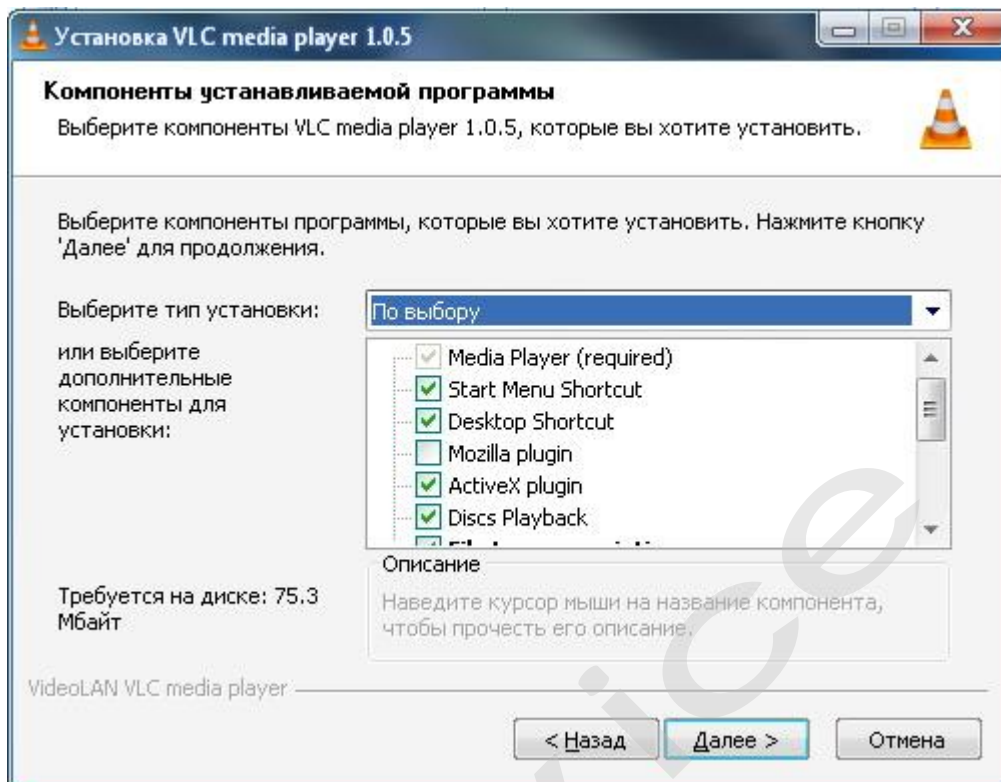 Установка VLC media player 1.0.5
Компоненты устанавливаемой программы
Выберите компоненты VLC media player 1.0.5, которые вы хотите установить.
Выберите компоненты программы, которые вы хотите установить. Нажмите кнопку
'Далее' для продолжения.
Выберите тип установки:
По выбору
или выберите
дополнительные
компоненты для
установки:
Media Player (required)
Start Menu Shortcut
Desktop Shortcut
Mozilla plugin
ActiveX plugin
Discs Playback
Требуется на диске: 75.3
Мбайт
Описание
Наведите курсор мыши на название компонента,
чтобы прочесть его описание.
VideoLAN VLC media player
< Назад
Далее >
Отмена
vice